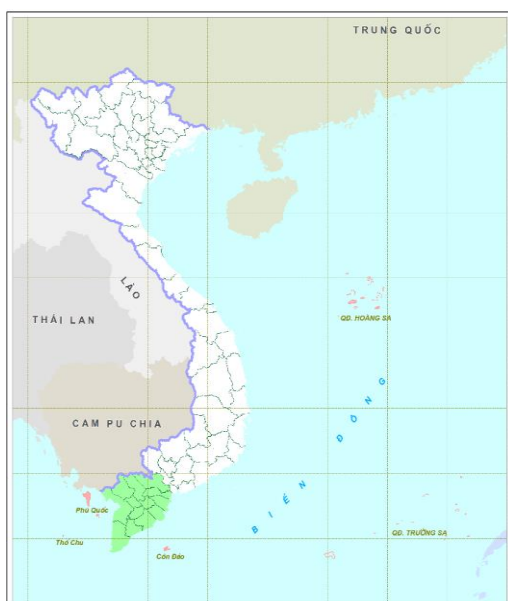 TRUNG QUỐC
LÀO
THÁI LAN
QĐ. HOÀNG SA
CAM PU CHIA
BIỂN ĐÔNG
Phú Quốc
Thổ Chu
Côn Đảo
QĐ. TRƯỜNG SA